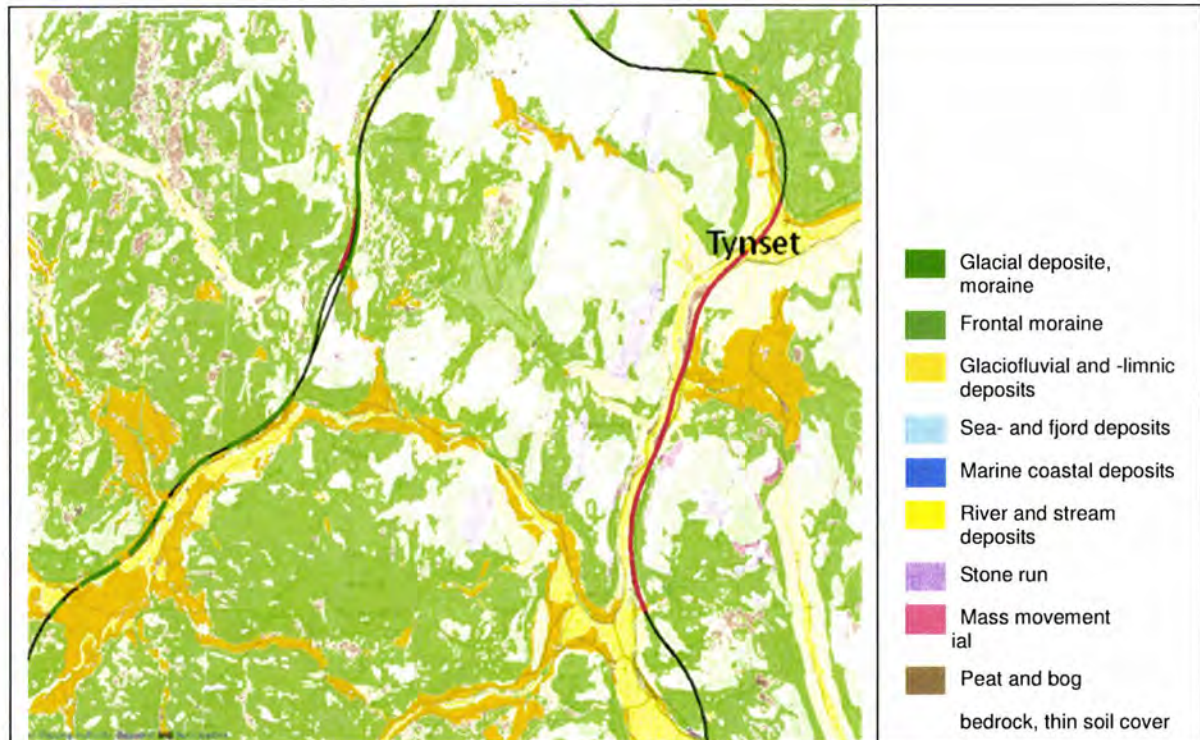 Tynset
Glacial deposite,
moraine
Frontal moraine
Glaciofluvial and -limnic
deposits
Sea- and fjord deposits
Marine coastal deposits
River and stream
deposits
Stone run
Mass movement
ial
Peat and bog
bedrock, thin soil cover